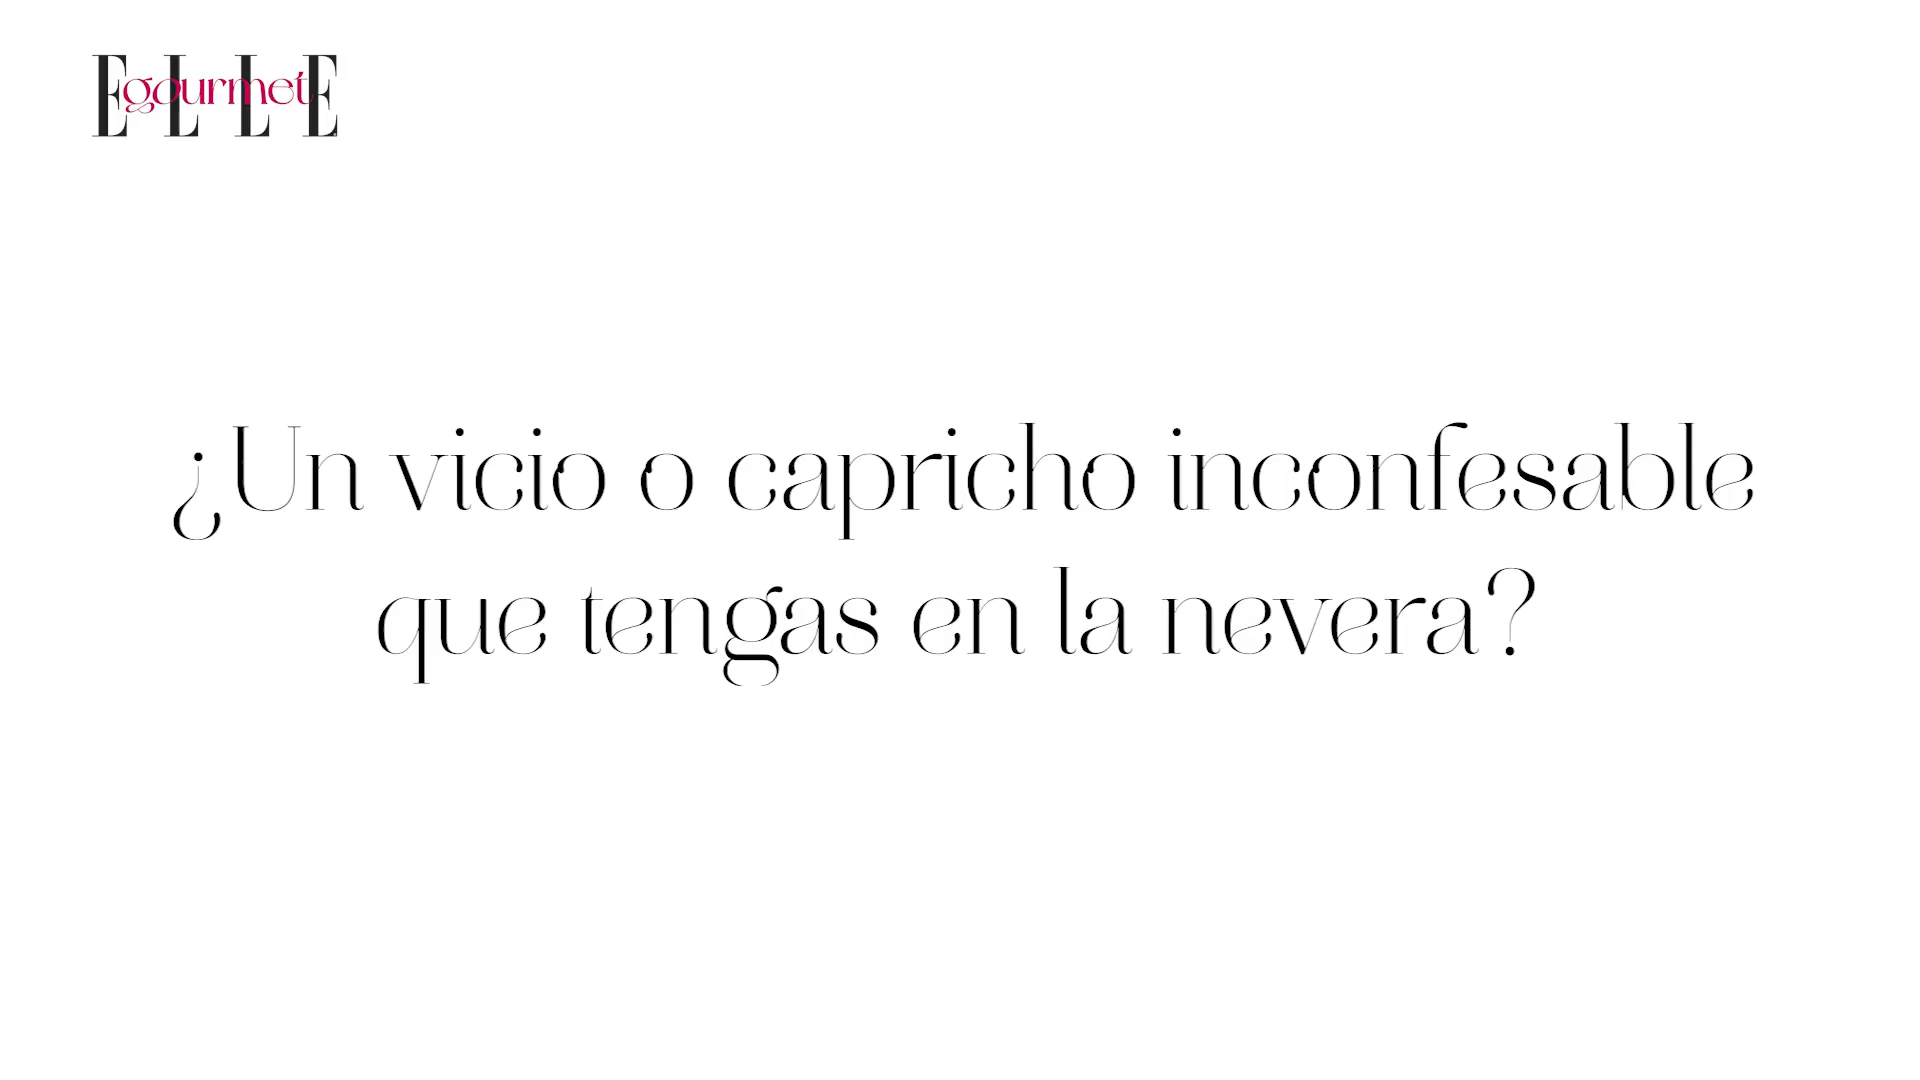 ELLE gourmet
¿Un vicio o capricho inconfesable
que tengas en la nevera?